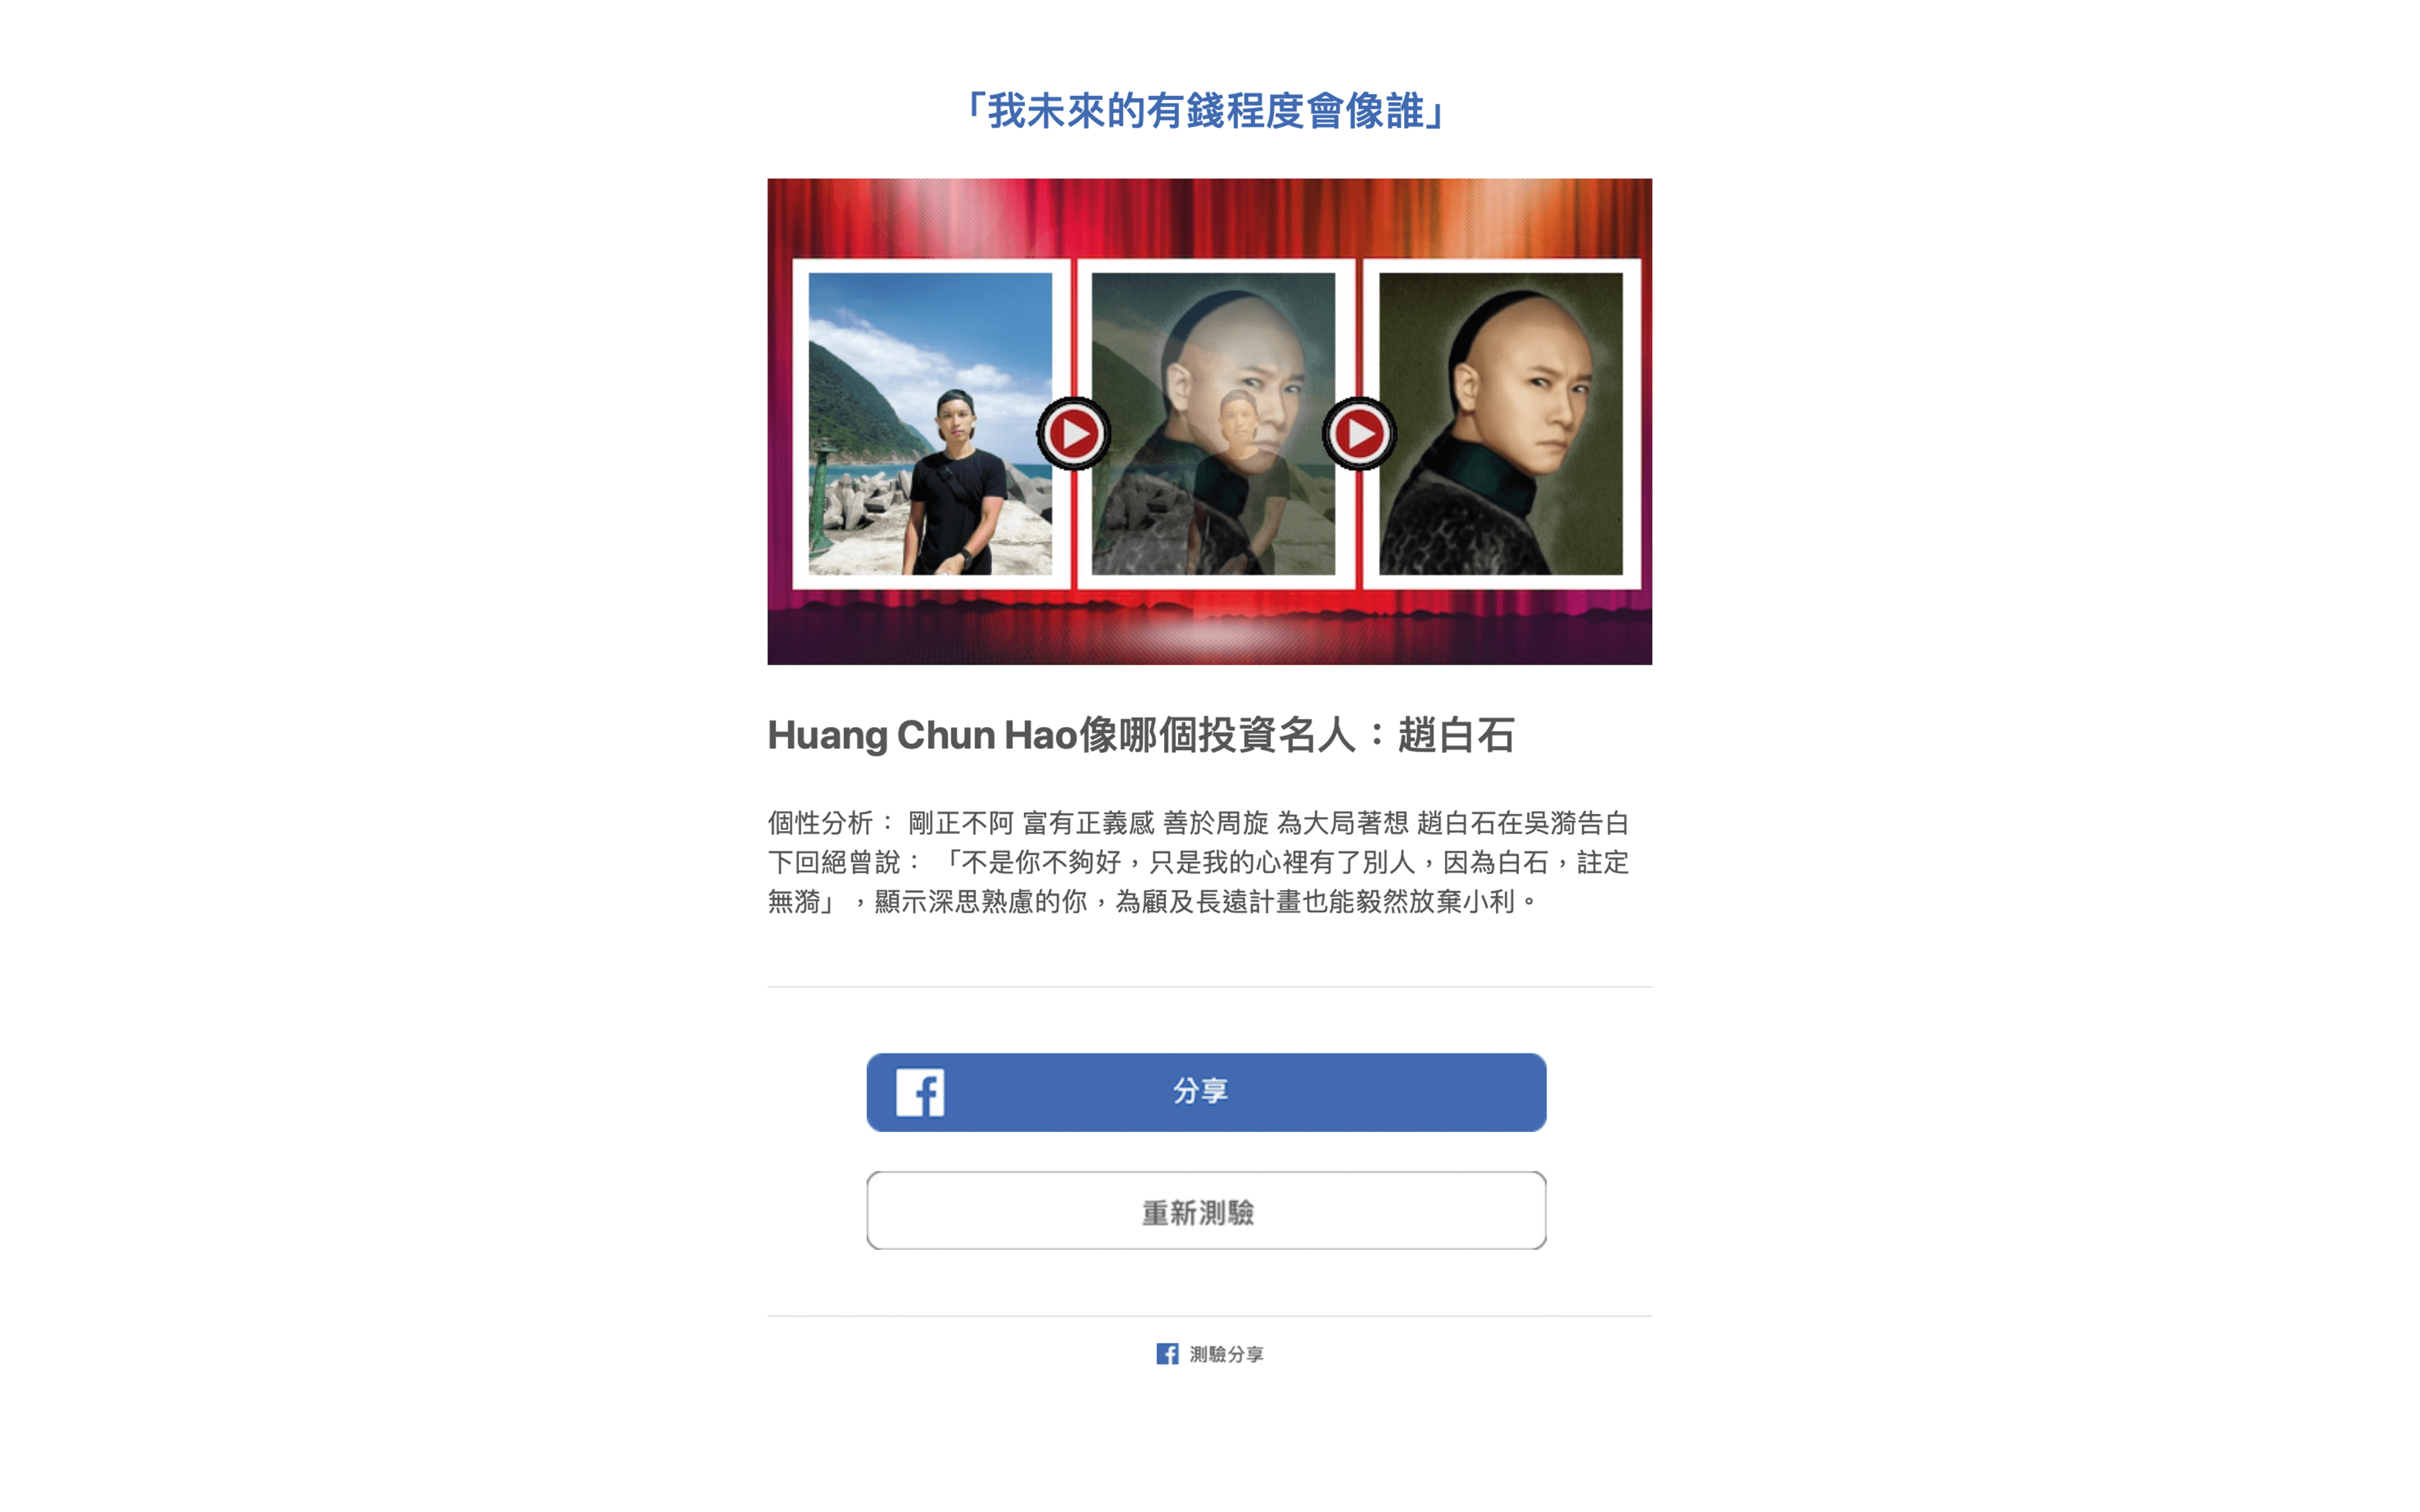 「我未來的有錢程度會像誰」
Huang Chun Hao像哪個投資名人：趙白石
個性分析： 剛正不阿 富有正義感 善於周旋 為大局著想 趙白石在吳漪告白
下回絕曾說： 「不是你不夠好，只是我的心裡有了別人，因為白石，註定
無漪」，顯示深思熟慮的你，為顧及長遠計畫也能毅然放棄小利。
分享
重新測驗
測驗分享